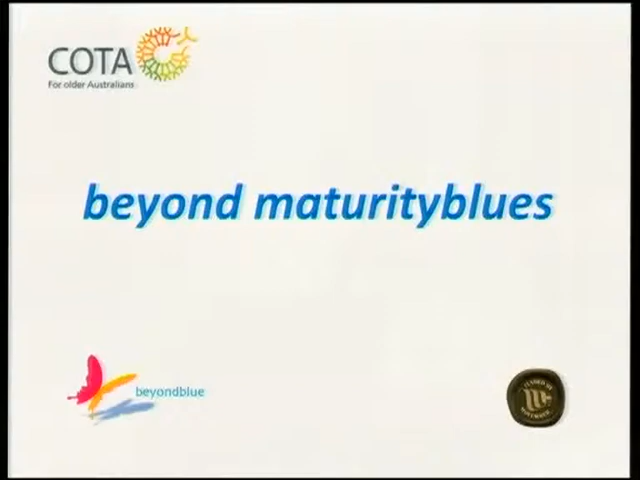 COTA
For older Australians
beyond maturityblues
beyondblue